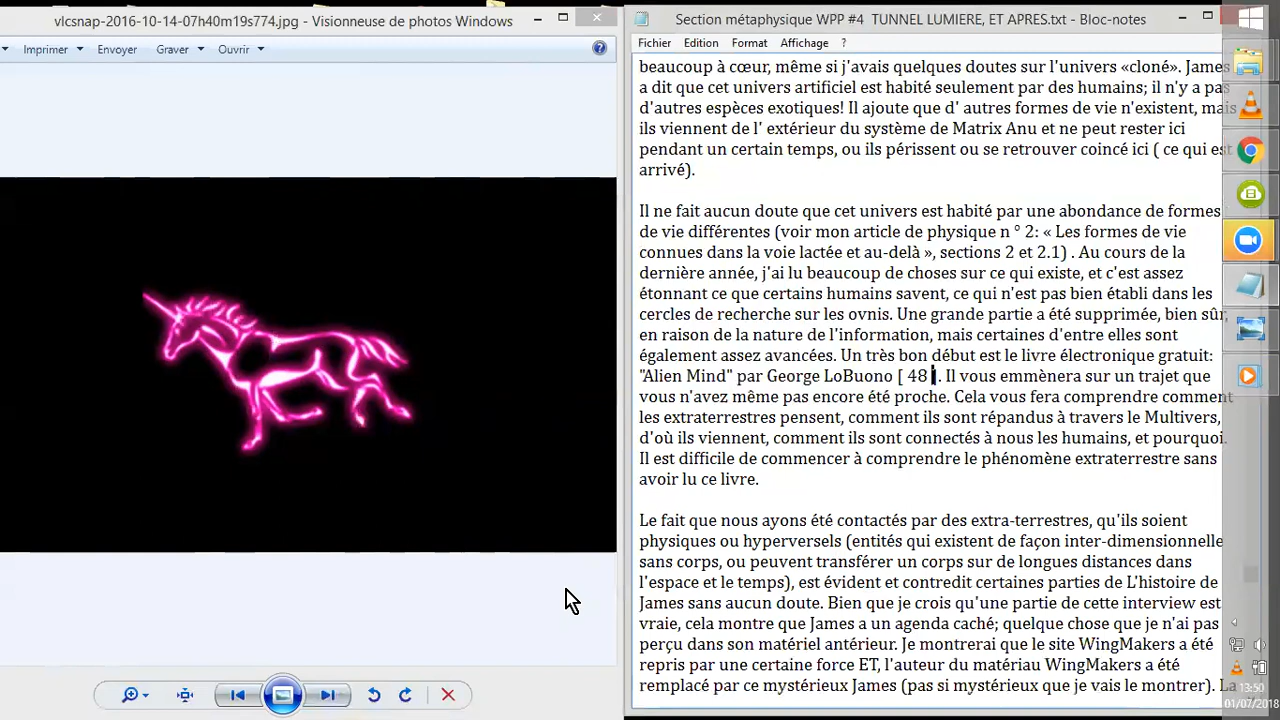 vlcsnap-2016-10-14-07h40m19s774.jpg - Visionneuse de photos Windows
Imprimer Envoyer Graver Ouvrir
Section métaphysique WPP #4 TUNNEL LUMIERE, ET APRES.txt - Bloc-notes
Fichier Edition Format Affichage ?
beaucoup à cœur, même si j'avais quelques doutes sur l'univers «cloné». James
a dit que cet univers artificiel est habité seulement par des humains; il n'y a pas
d'autres espèces exotiques! Il ajoute que d' autres formes de vie n'existent, mais
ils viennent de l' extérieur du système de Matrix Anu et ne peut rester ici
pendant un certain temps, ou ils périssent ou se retrouver coincé ici ( ce qui est
arrivé).
Il ne fait aucun doute que cet univers est habité par une abondance de formes
de vie différentes (voir mon article de physique n ° 2: « Les formes de vie
connues dans la voie lactée et au-delà », sections 2 et 2.1) . Au cours de la
dernière année, j'ai lu beaucoup de choses sur ce qui existe, et c'est assez
étonnant ce que certains humains savent, ce qui n'est pas bien établi dans les
cercles de recherche sur les ovnis. Une grande partie a été supprimée, bien sûr,
en raison de la nature de l'information, mais certaines d'entre elles sont
également assez avancées. Un très bon début est le livre électronique gratuit:
"Alien Mind" par George LoBuono [ 48 ]. Il vous emmènera sur un trajet que
vous n'avez même pas encore été proche. Cela vous fera comprendre comment
les extraterrestres pensent, comment ils sont répandus à travers le Multivers,
d'où ils viennent, comment ils sont connectés à nous les humains, et pourquoi.
Il est difficile de commencer à comprendre le phénomène extraterrestre sans
avoir lu ce livre.
Le fait que nous ayons été contactés par des extra-terrestres, qu'ils soient
physiques ou hyperversels (entités qui existent de façon inter-dimensionnelle
sans corps, ou peuvent transférer un corps sur de longues distances dans
l'espace et le temps), est évident et contredit certaines parties de L'histoire de
James sans aucun doute. Bien que je crois qu'une partie de cette interview est
vraie, cela montre que James a un agenda caché; quelque chose que je n'ai pas
perçu dans son matériel antérieur. Je montrerai que le site WingMakers a été
repris par une certaine force ET, l'auteur du matériau WingMakers a été
remplacé par ce mystérieux James (pas si mystérieux que je vais le montrer). La
13:50
01/07/2018